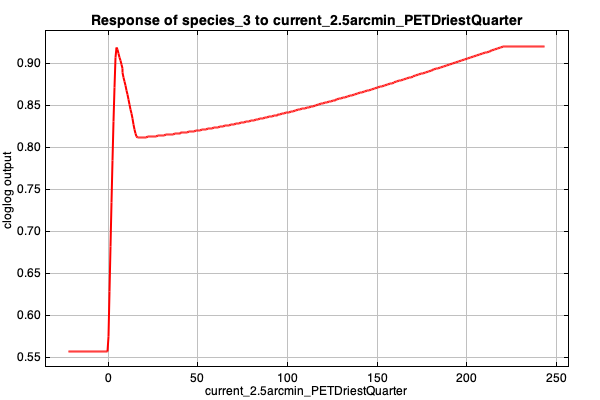 Response of species_3 to current_2.5arcmin_PETDriestQuarter
cloglog output
0.90
0.85
0.80
0.75
0.70
0.65
0.60
0.55
0 50 100 150 200 250
current_2.5arcmin_PETDriestQuarter